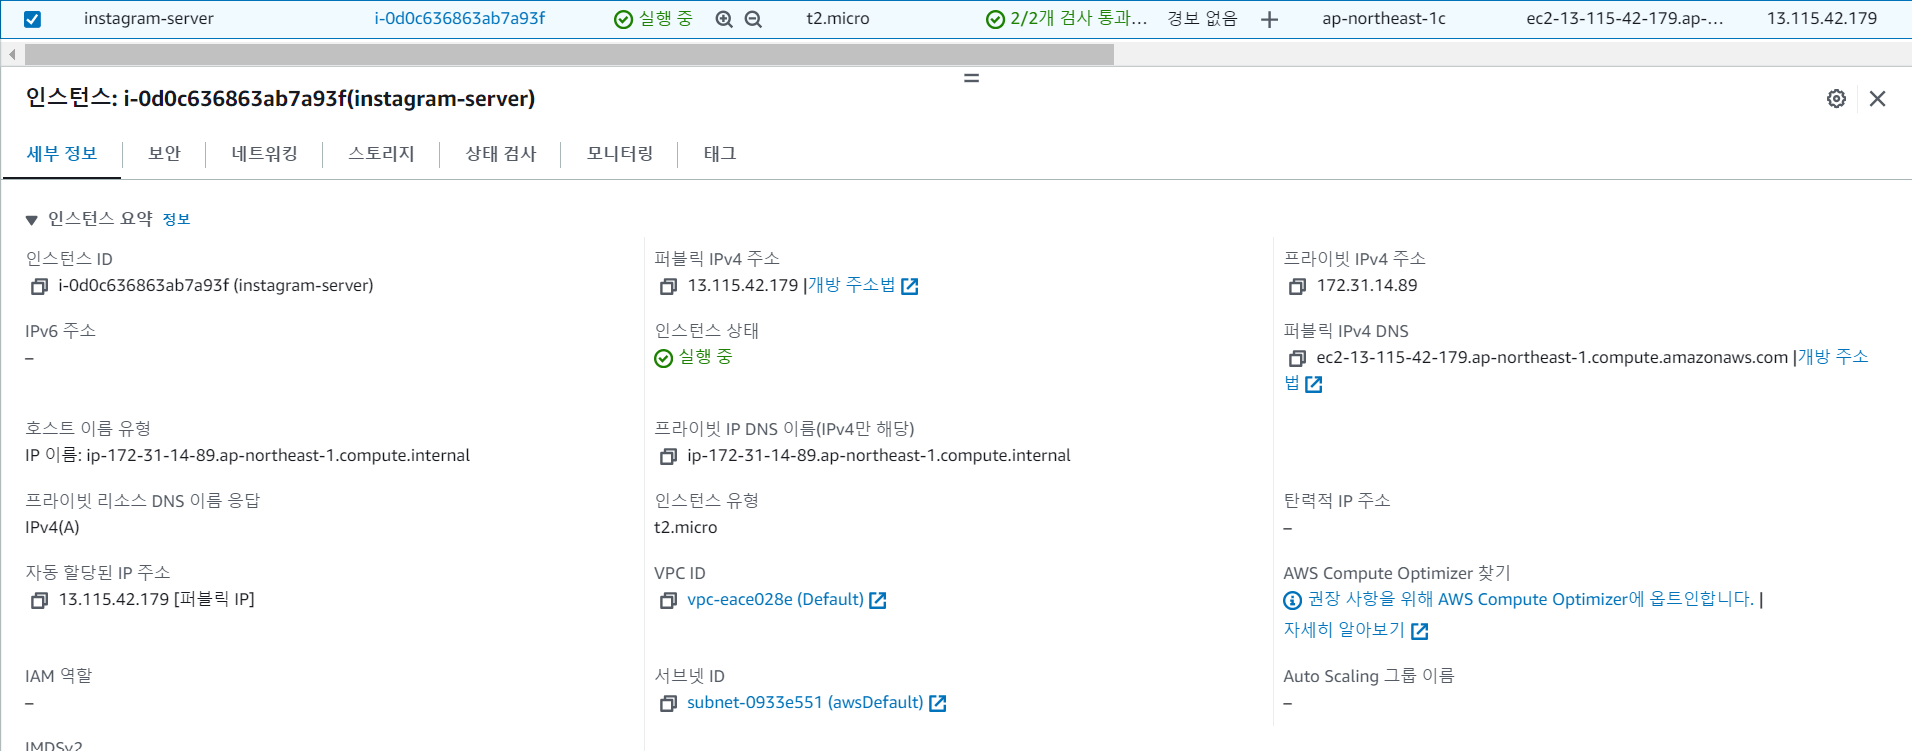 instagram-server i-0d0c636863ab7a93f 실행 중 t2.micro 2/2개 검사 통과... 경보 없음 ap-northeast-1c ec2-13-115-42-179.ap-... 13.115.42.179
인스턴스: i-0d0c636863ab7a93f(instagram-server)
세부 정보 보안 네트워킹 스토리지 상태 검사 모니터링 태그
▼ 인스턴스 요약 정보
인스턴스 ID 퍼블릭 IPv4 주소 프라이빗 IPv4 주소
i-0d0c636863ab7a93f (instagram-server) 13.115.42.179 |개방 주소법 172.31.14.89
IPv6 주소 인스턴스 상태 퍼블릭 IPv4 DNS
– 실행 중 ec2-13-115-42-179.ap-northeast-1.compute.amazonaws.com |개방 주소
법
호스트 이름 유형 프라이빗 IP DNS 이름(IPv4만 해당)
IP 이름: ip-172-31-14-89.ap-northeast-1.compute.internal ip-172-31-14-89.ap-northeast-1.compute.internal
프라이빗 리소스 DNS 이름 응답 인스턴스 유형 탄력적 IP 주소
IPv4(A) t2.micro –
자동 할당된 IP 주소 VPC ID AWS Compute Optimizer 찾기
13.115.42.179 [퍼블릭 IP] vpc-eace028e (Default) 권장 사항을 위해 AWS Compute Optimizer에 옵트인합니다. |
자세히 알아보기
IAM 역할 서브넷 ID Auto Scaling 그룹 이름
– subnet-0933e551 (awsDefault) –
IMDSv2